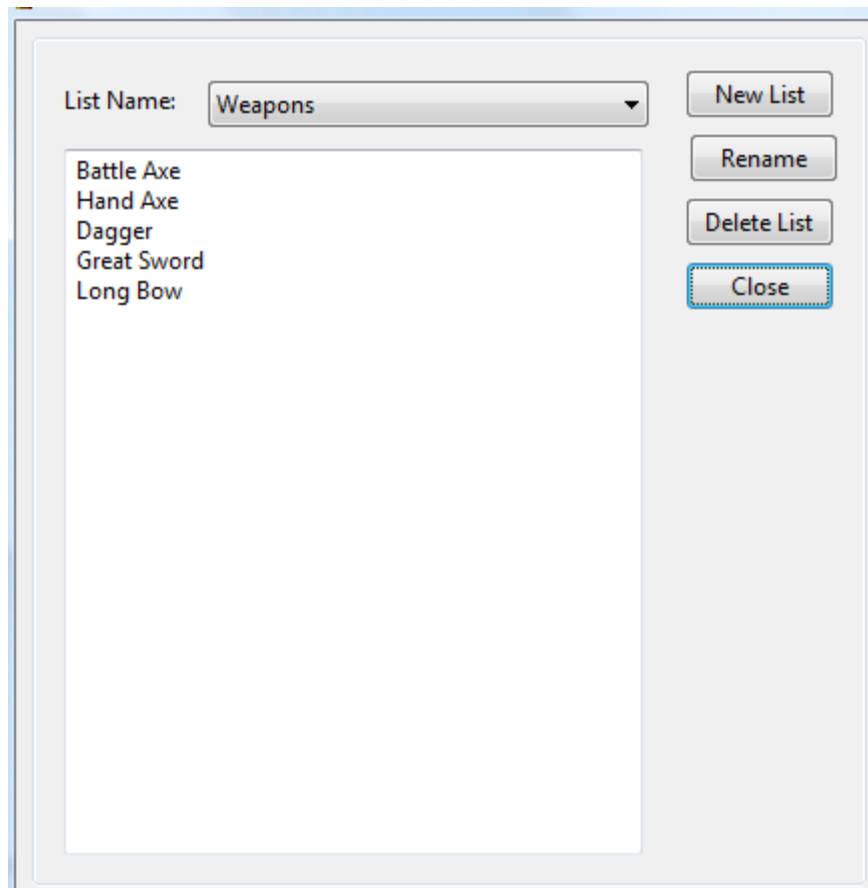 List Name:
Weapons
New List
Rename
Delete List
Close
Battle Axe
Hand Axe
Dagger
Great Sword
Long Bow